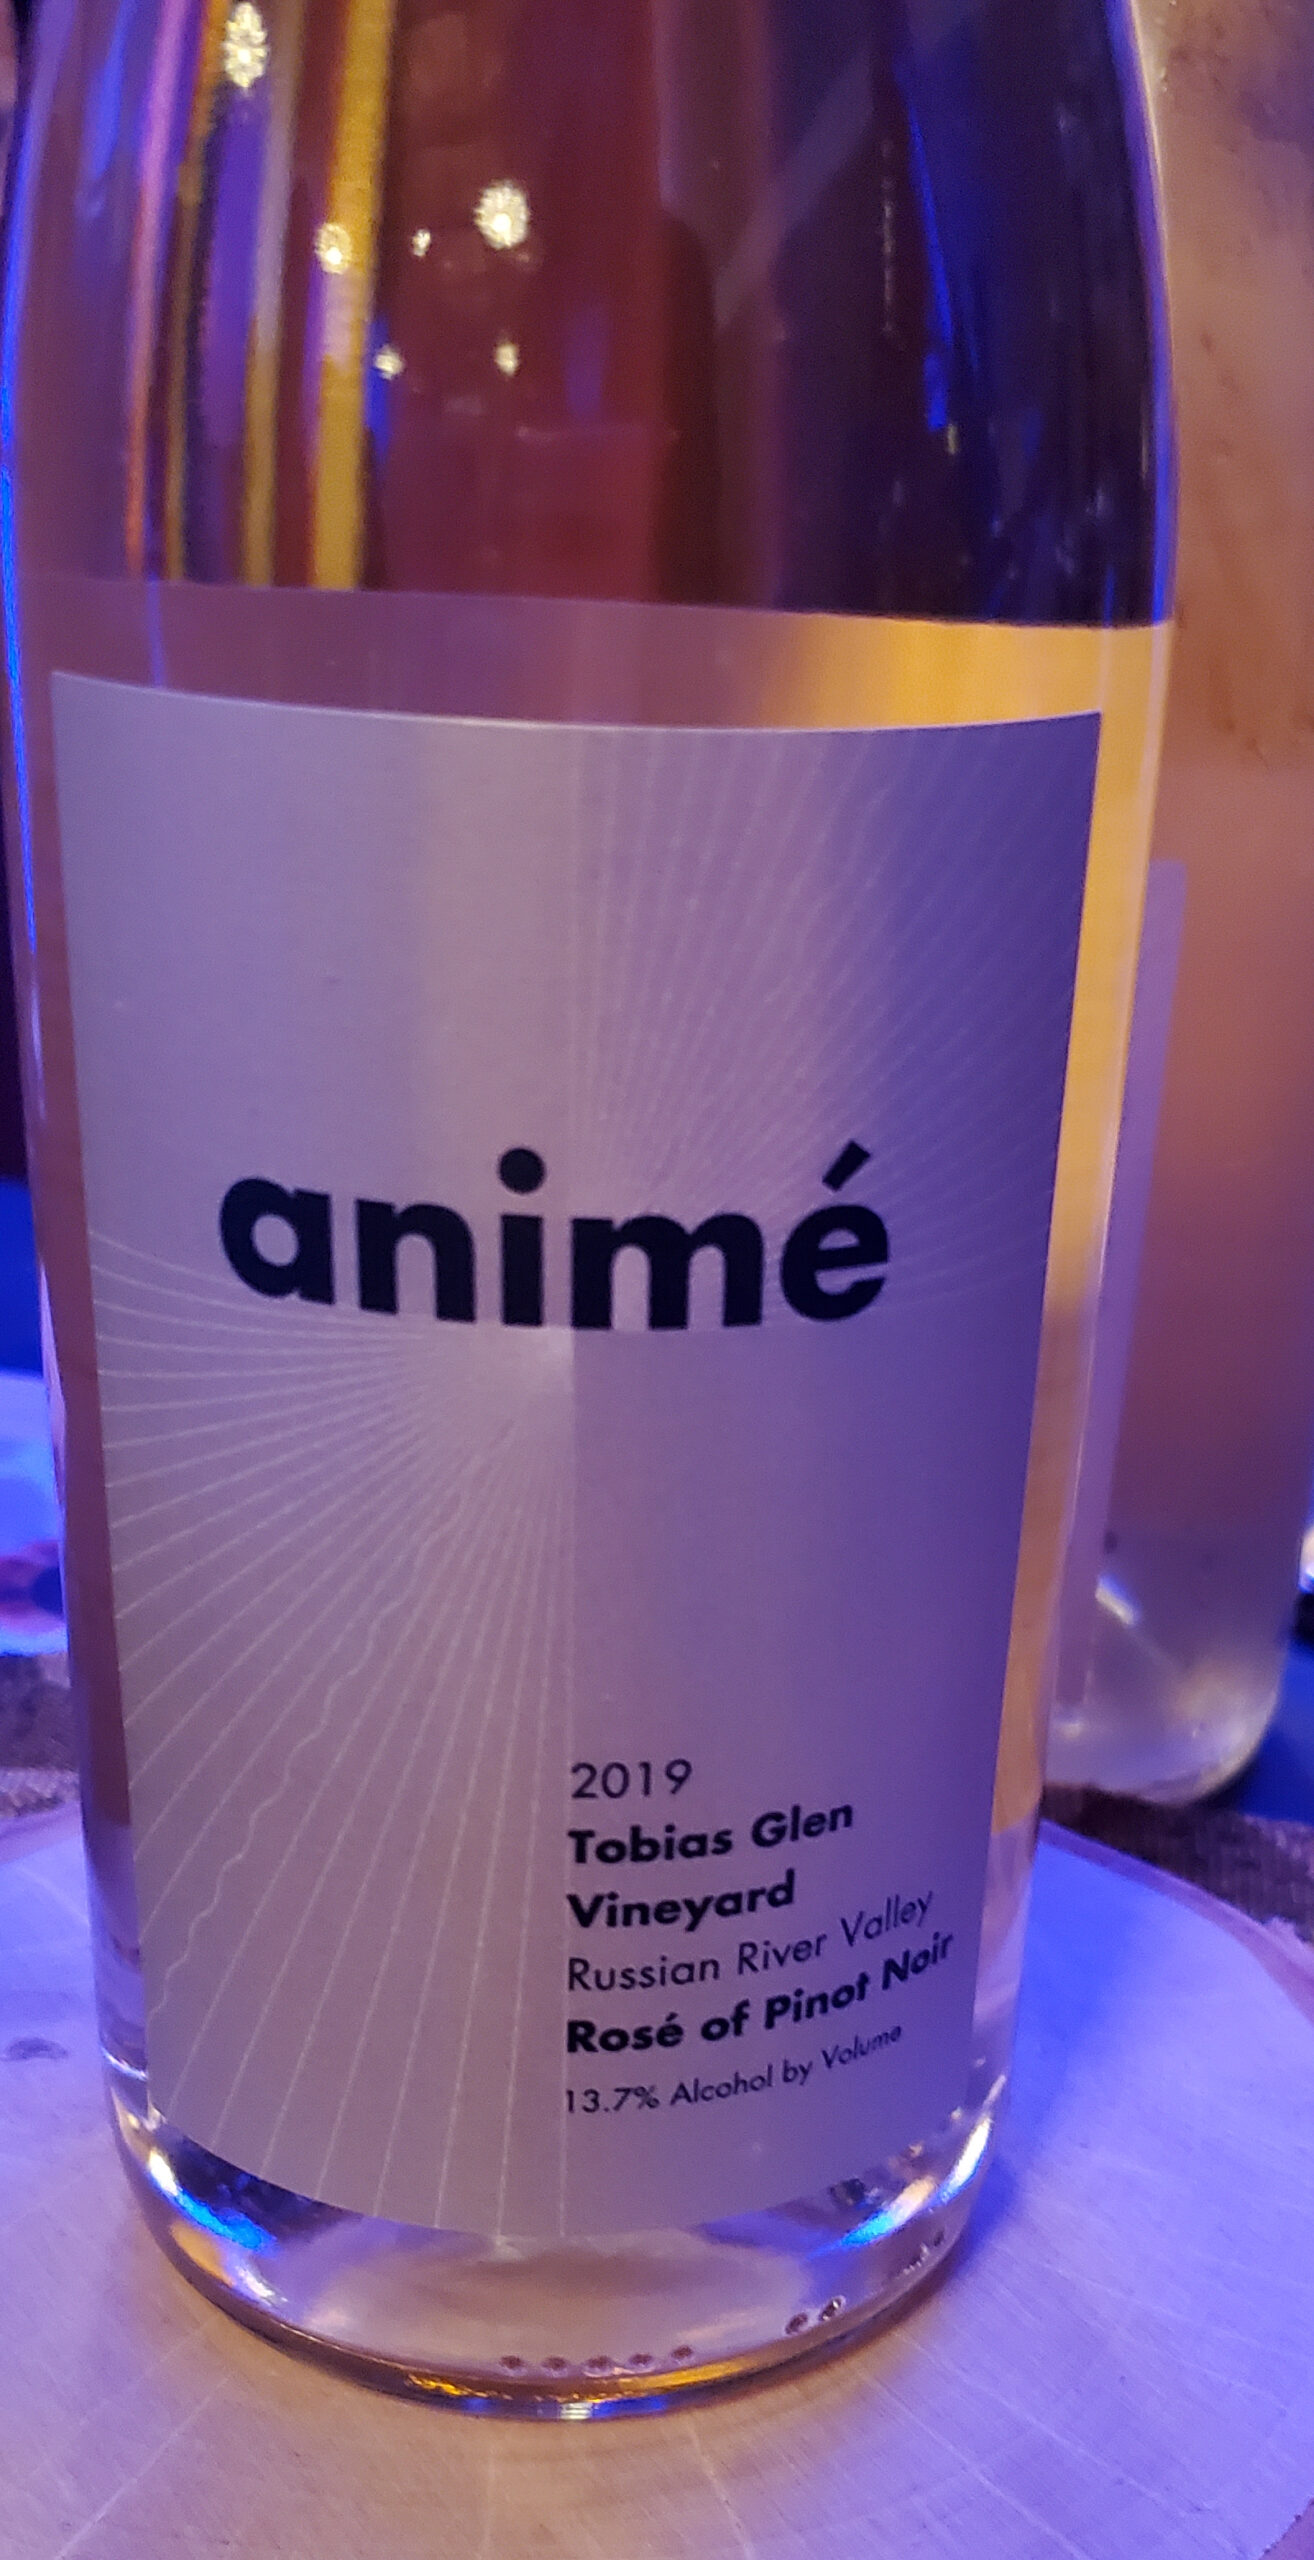 animé
2019
Tobias Glen
Vineyard
Russian River Valley
Rosé of Pinot Noir
13.7% Alcohol by Volume